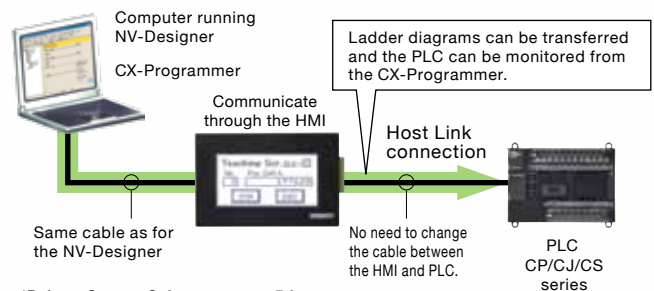 Computer running
NV-Designer
CX-Programmer
Ladder diagrams can be transferred
and the PLC can be monitored from
the CX-Programmer.
Communicate
through the HMI
Host Link
connection
Same cable as for
the NV-Designer
No need to change
the cable between
the HMI and PLC.
PLC
CP/CJ/CS
series